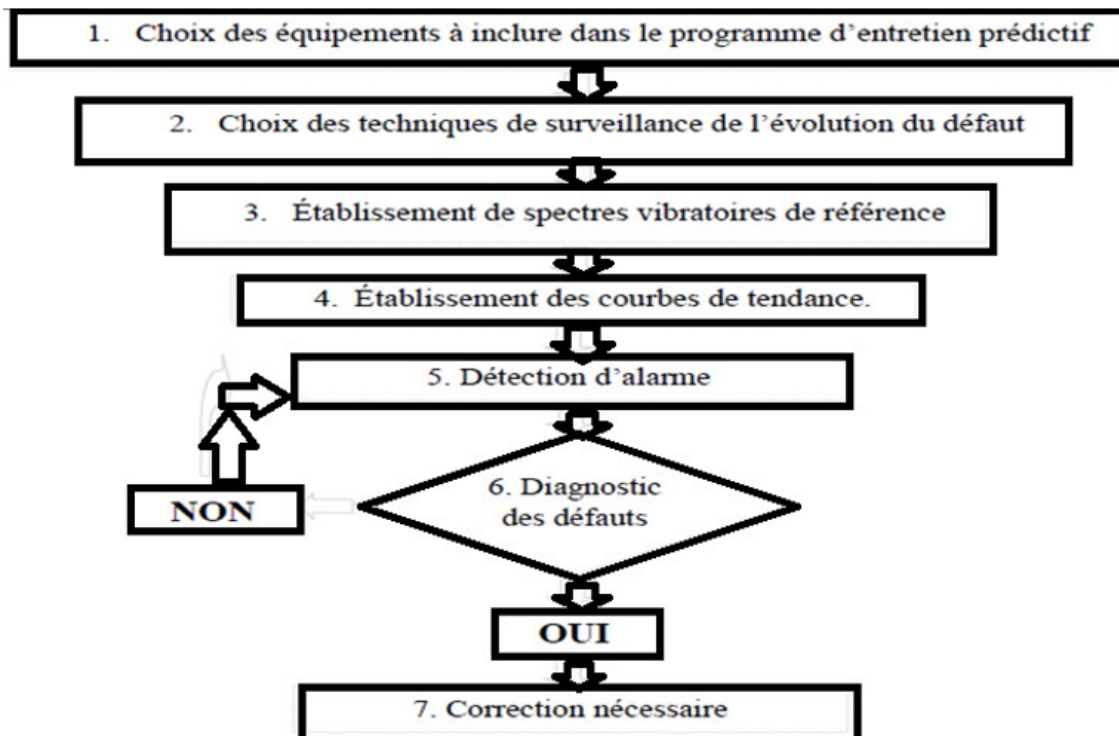 1. Choix des équipements à inclure dans le programme d’entretien prédictif
2. Choix des techniques de surveillance de l’évolution du défaut
3. Établissement de spectres vibratoires de référence
4. Établissement des courbes de tendance.
5. Détection d’alarme
6. Diagnostic
des défauts
NON
OUI
7. Correction nécessaire